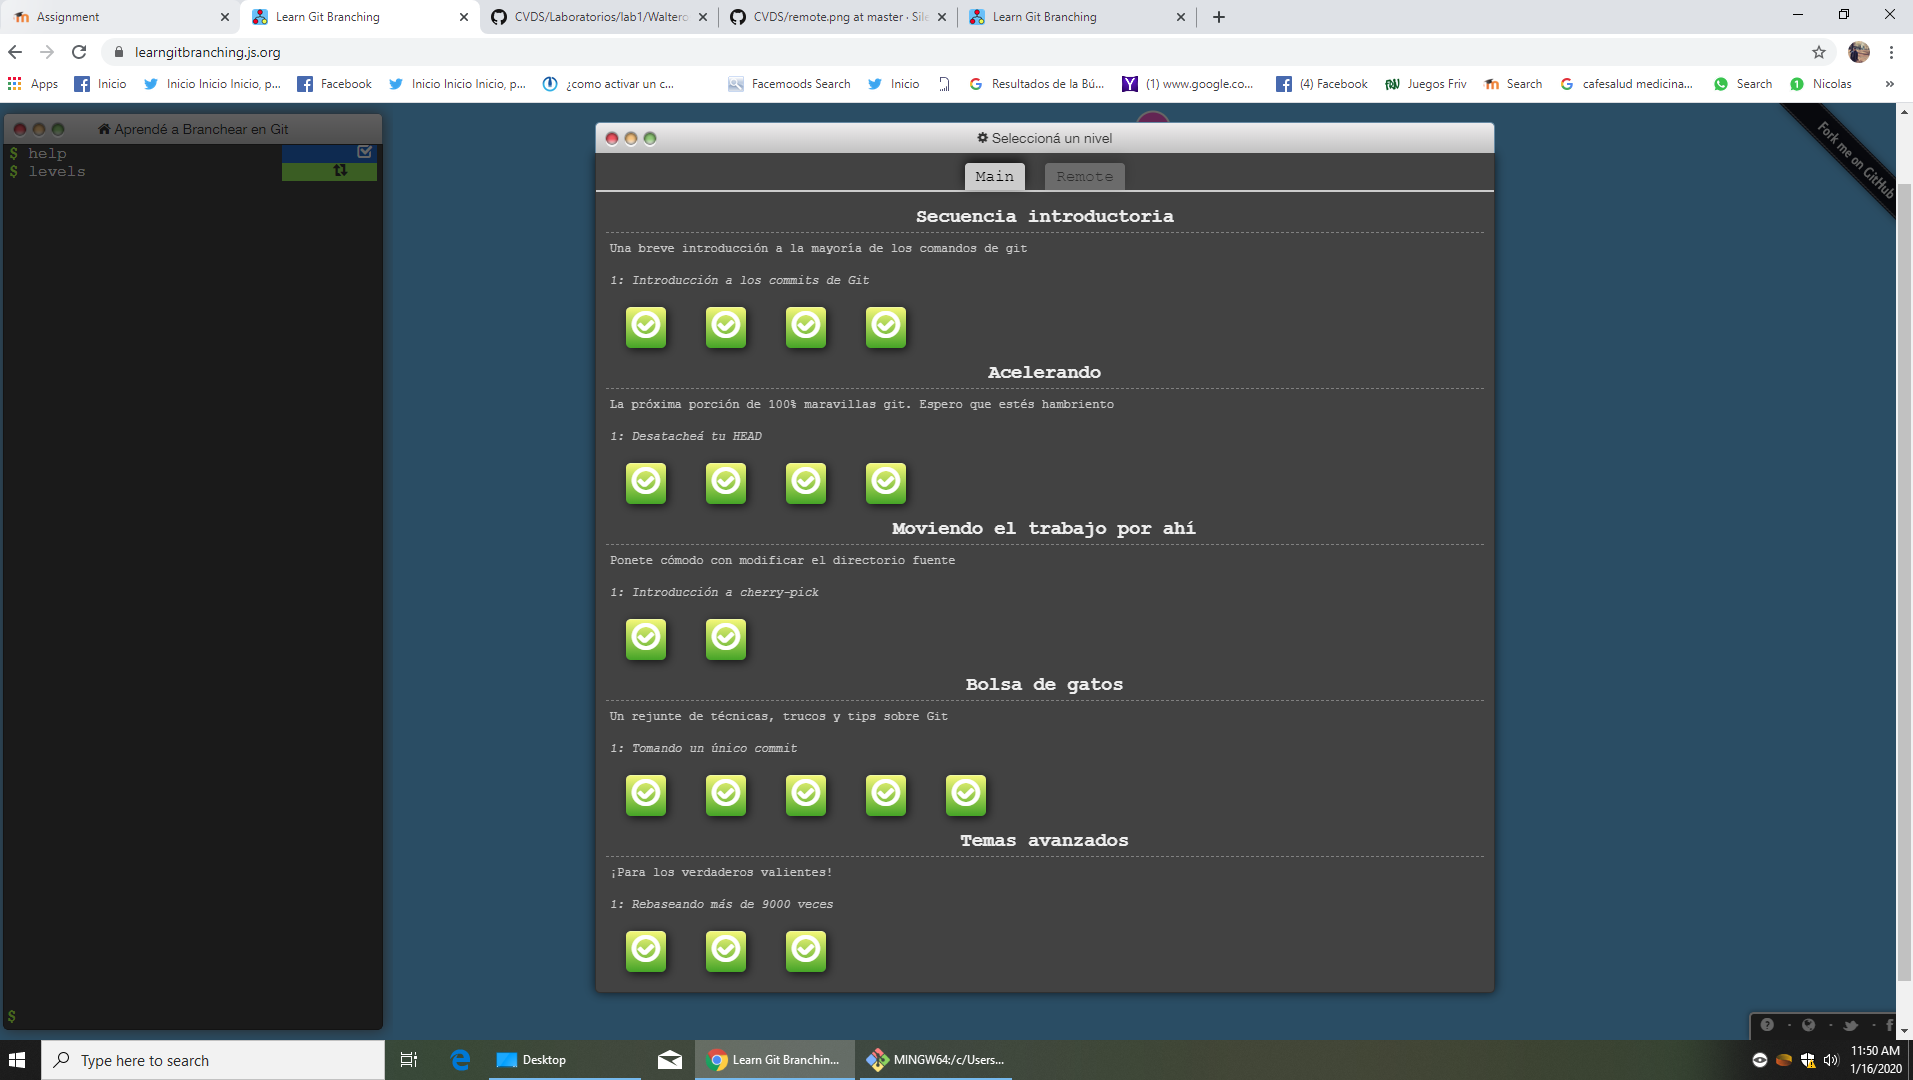 Assignment
Learn Git Branching
CVDS/Laboratorios/lab1/Waltero
CVDS/remote.png at master · Sile
Learn Git Branching
learngitbranching.js.org
Apps
Inicio
Inicio Inicio Inicio, p...
Facebook
Inicio Inicio Inicio, p...
¿como activar un c...
Facemoods Search
Inicio
Resultados de la Bú...
(1) www.google.co...
(4) Facebook
Juegos Friv
Search
cafesalud medicina...
Search
Nicolas
»
Aprendé a Branchear en Git
$ help
$ levels
$
Seleccioná un nivel
Main
Remote
Fork me on GitHub
Secuencia introductoria
Una breve introducción a la mayoría de los comandos de git
1: Introducción a los commits de Git
Acelerando
La próxima porción de 100% maravillas git. Espero que estés hambriento
1: Desatacheá tu HEAD
Moviendo el trabajo por ahí
Ponete cómodo con modificar el directorio fuente
1: Introducción a cherry-pick
Bolsa de gatos
Un rejunte de técnicas, trucos y tips sobre Git
1: Tomando un único commit
Temas avanzados
¡Para los verdaderos valientes!
1: Rebaseando más de 9000 veces
Type here to search
Desktop
Learn Git Branchin...
MINGW64:/c/Users...
11:50 AM
1/16/2020